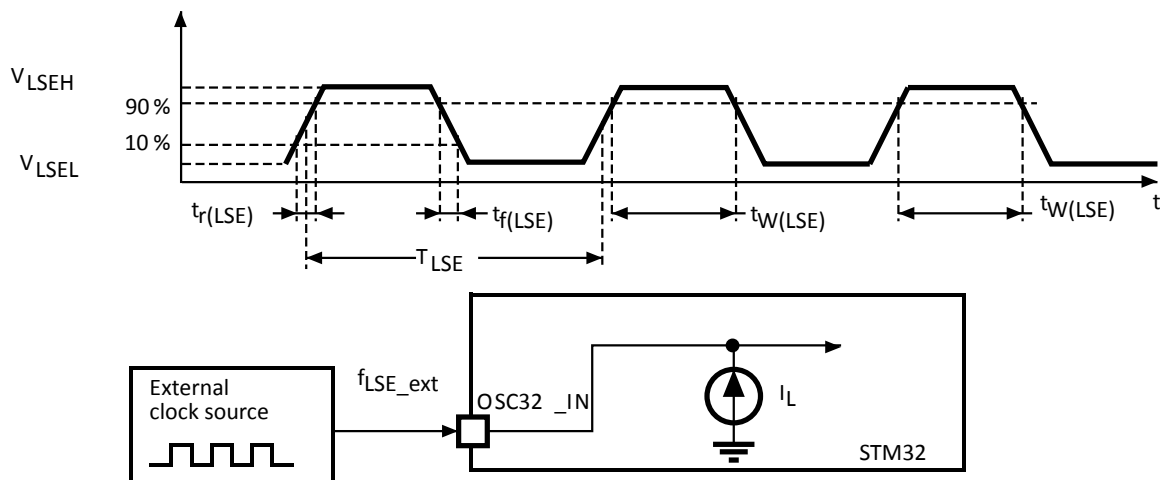 VLSEH
90 %
10 %
VLSEL
tr(LSE)
tf(LSE)
tW(LSE)
tW(LSE)
t
TLSE
External
clock source
fLSE_ext
OSC32 _IN
IL
STM32